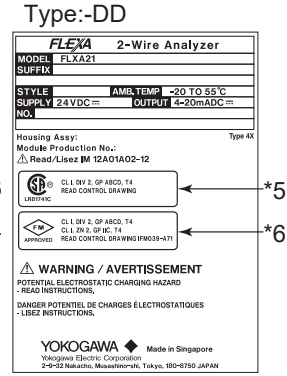 Type:-DD
FLEXA 2-Wire Analyzer
MODEL FLXA21
SUFFIX
STYLE AMB.TEMP -20 TO 55°C
SUPPLY 24VDC⎓ OUTPUT 4-20mADC⎓
NO.
Housing Assy: Type 4X
Module Production No.:
⚠ Read/Lisez IM 12A01A02-12
SA ®
LR81741C
CL I, DIV 2, GP ABCD, T4
READ CONTROL DRAWING
*5
FM
APPROVED
CL I, DIV 2, GP ABCD, T4
CL I, ZN 2, GP IIC, T4
READ CONTROL DRAWING IFM039-A71
*6
⚠ WARNING / AVERTISSEMENT
POTENTIAL ELECTROSTATIC CHARGING HAZARD
- READ INSTRUCTIONS.
DANGER POTENTIEL DE CHARGES ÉLECTROSTATIQUES
- LISEZ INSTRUCTIONS.
YOKOGAWA ◆ Made in Singapore
Yokogawa Electric Corporation
2-9-32 Nakacho, Musashino-shi, Tokyo, 180-8750 JAPAN